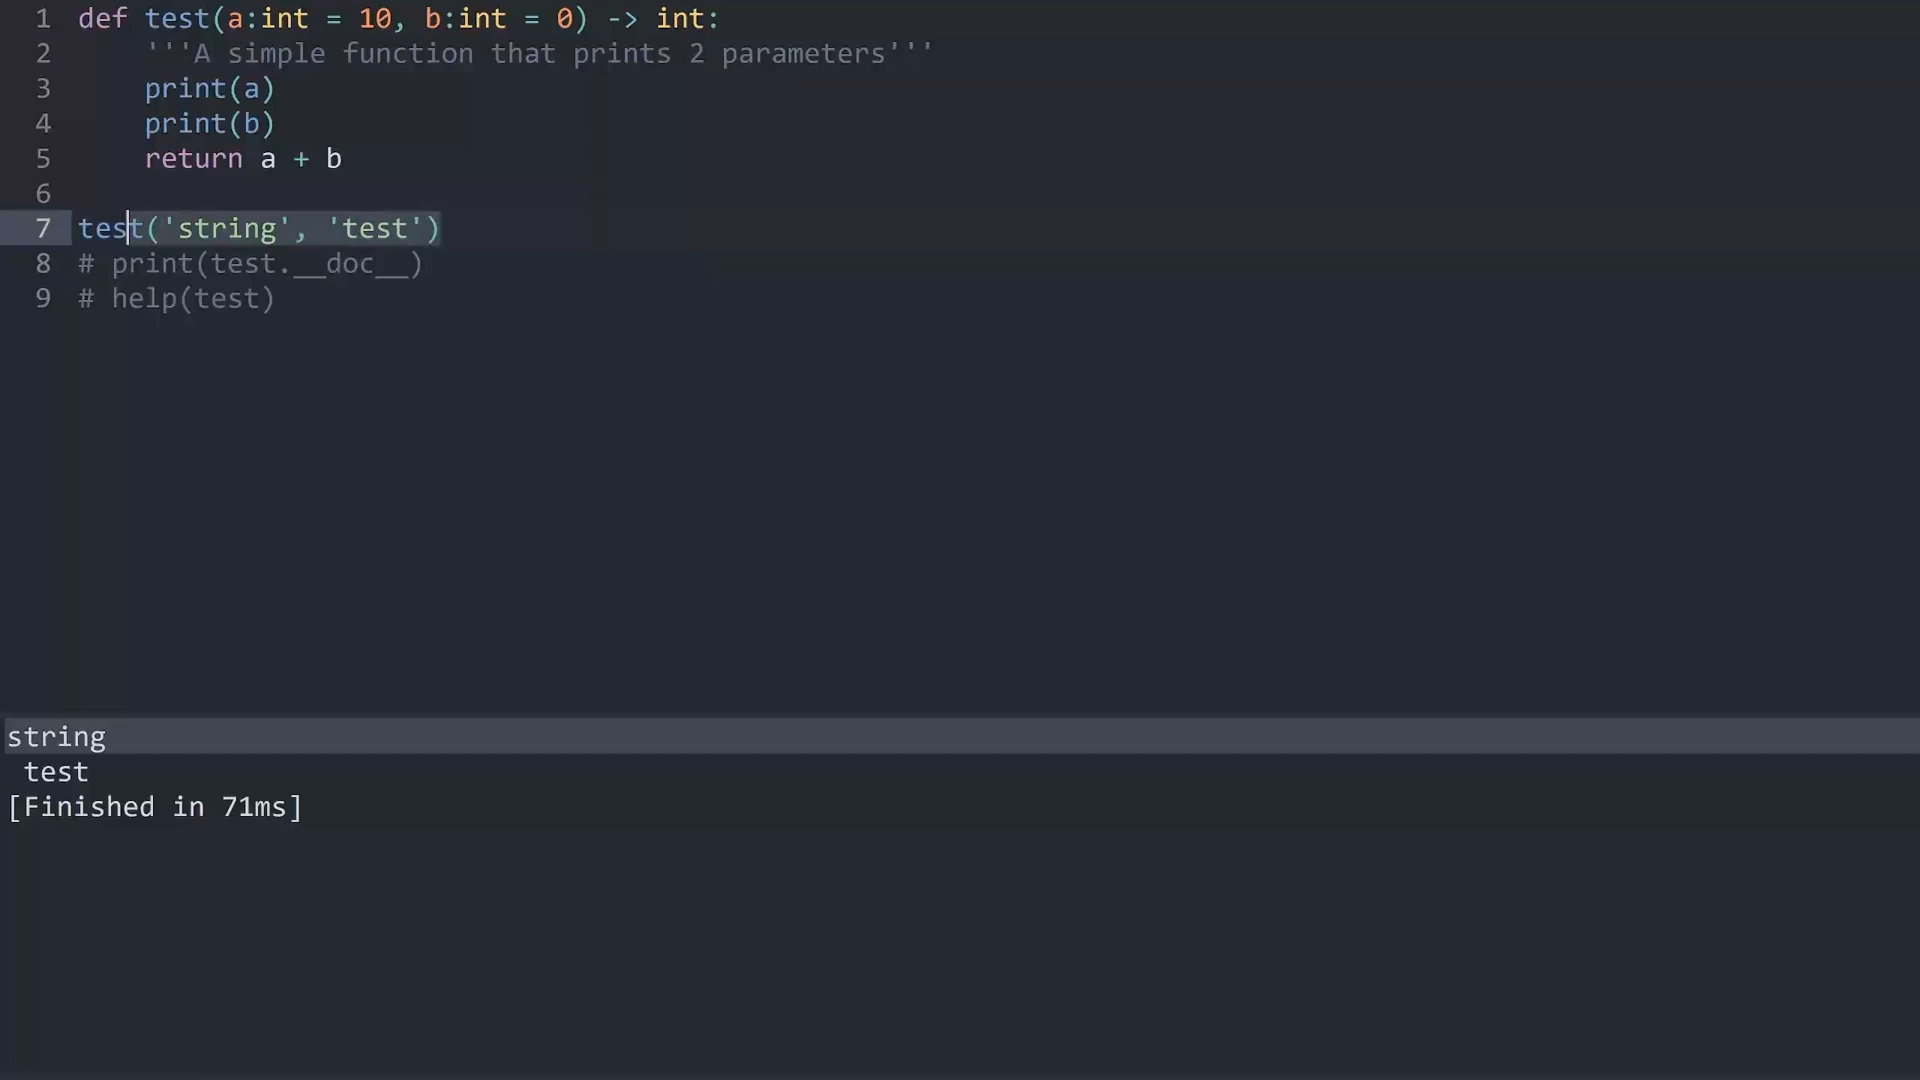 1 def test(a:int = 10, b:int = 0) -> int:
2     '''A simple function that prints 2 parameters'''
3     print(a)
4     print(b)
5     return a + b
6
7 test('string', 'test')
8 # print(test.__doc__)
9 # help(test)
string
 test
[Finished in 71ms]